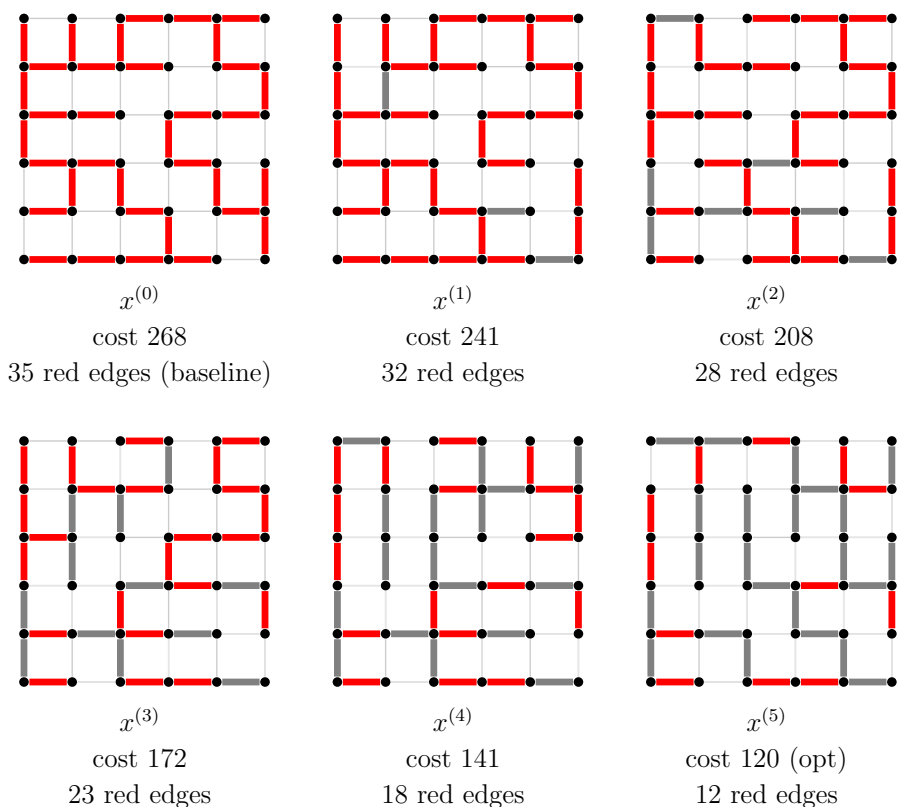 x^{(0)} x^{(1)} x^{(2)}
cost 268 cost 241 cost 208
35 red edges (baseline) 32 red edges 28 red edges
x^{(3)} x^{(4)} x^{(5)}
cost 172 cost 141 cost 120 (opt)
23 red edges 18 red edges 12 red edges